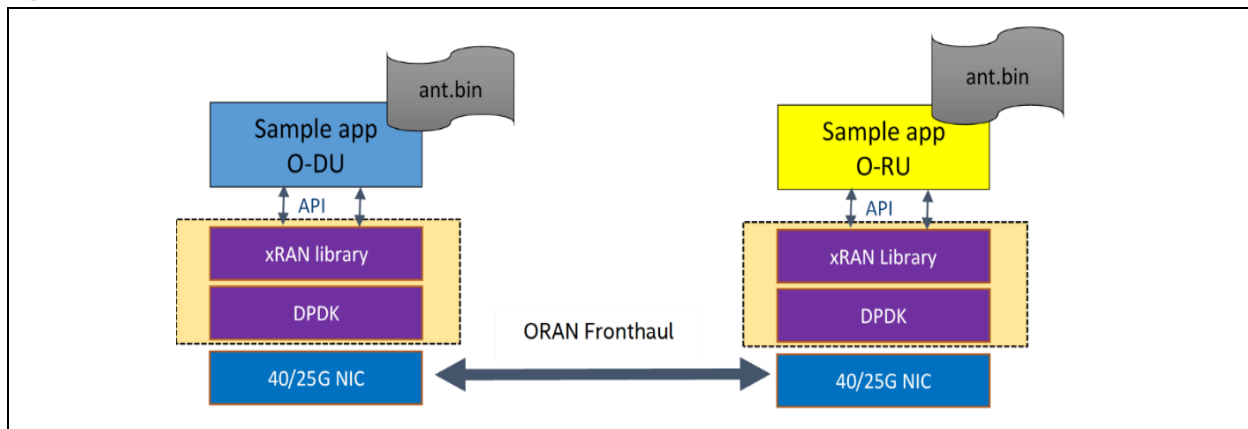 ant.bin
Sample app
O-DU
API
xRAN library
DPDK
40/25G NIC
ORAN Fronthaul
ant.bin
Sample app
O-RU
API
xRAN Library
DPDK
40/25G NIC